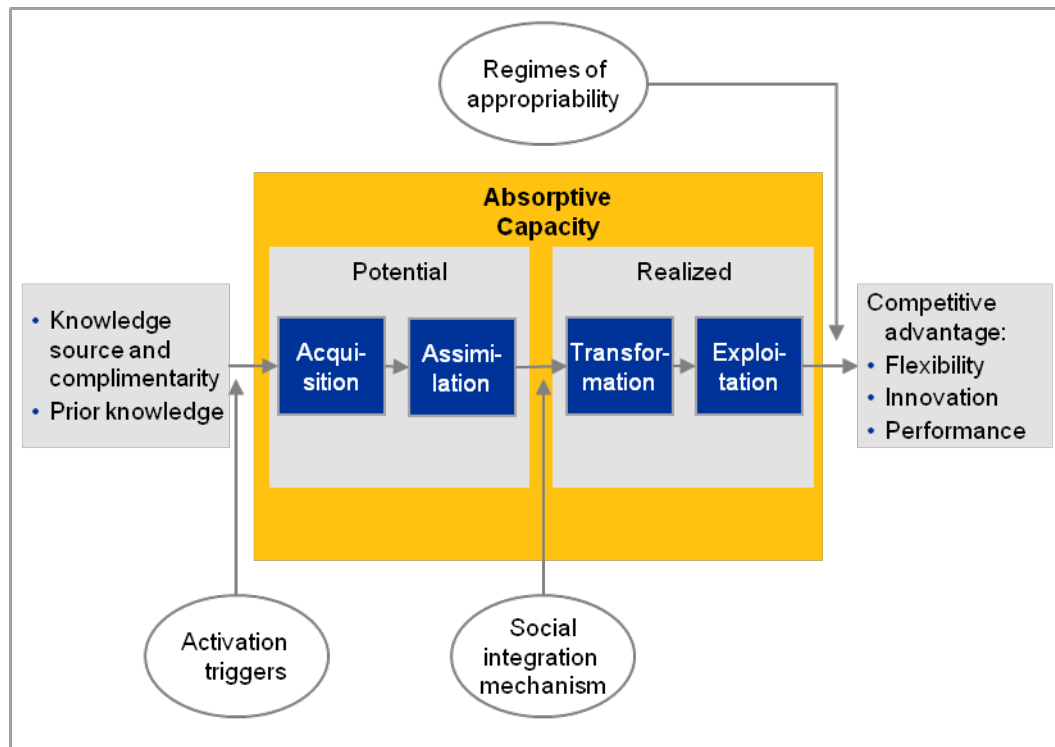 Regimes of
appropriability
Absorptive
Capacity
Potential
Realized
• Knowledge
source and
complimentarity
• Prior knowledge
Acqui-
sition
Assimi-
lation
Transfor-
mation
Exploi-
tation
Competitive
advantage:
• Flexibility
• Innovation
• Performance
Activation
triggers
Social
integration
mechanism